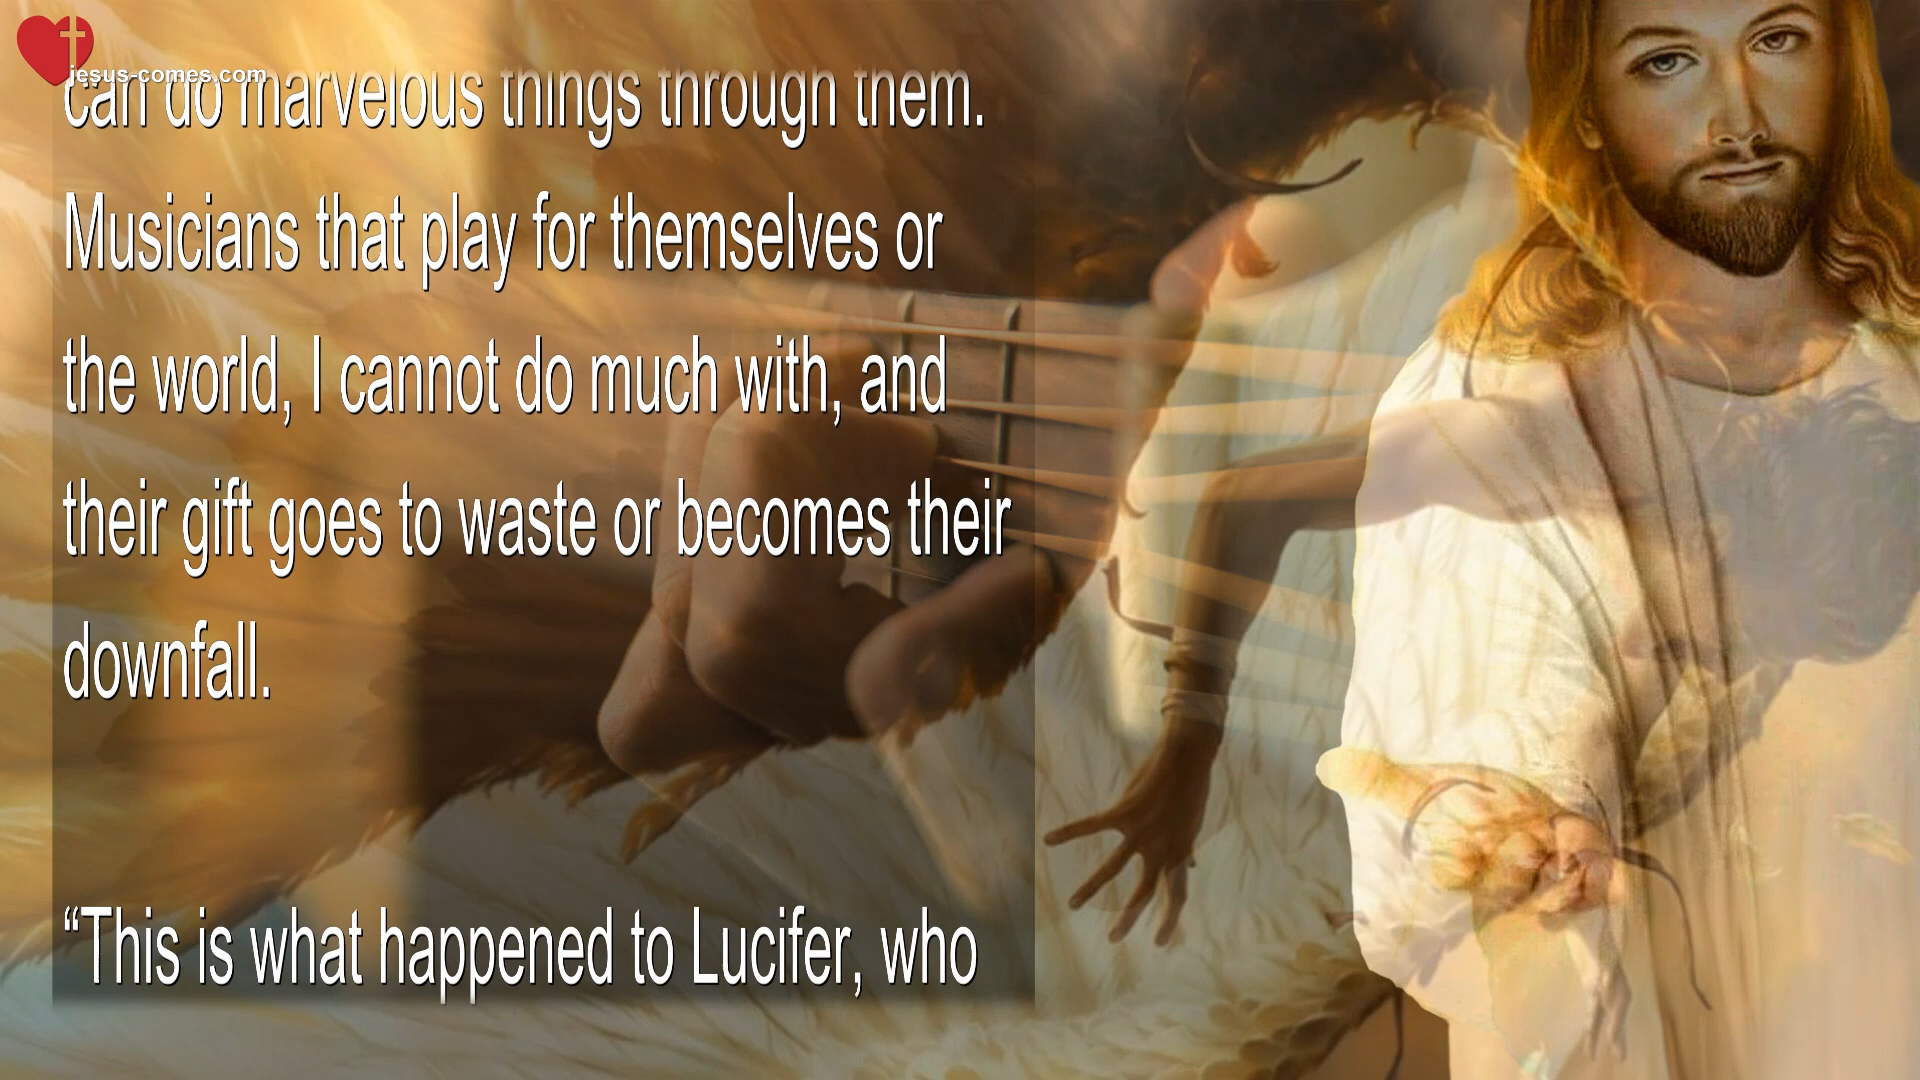 jesus-comes.com
can do marvelous things through them.
Musicians that play for themselves or
the world, I cannot do much with, and
their gift goes to waste or becomes their
downfall.
“This is what happened to Lucifer, who